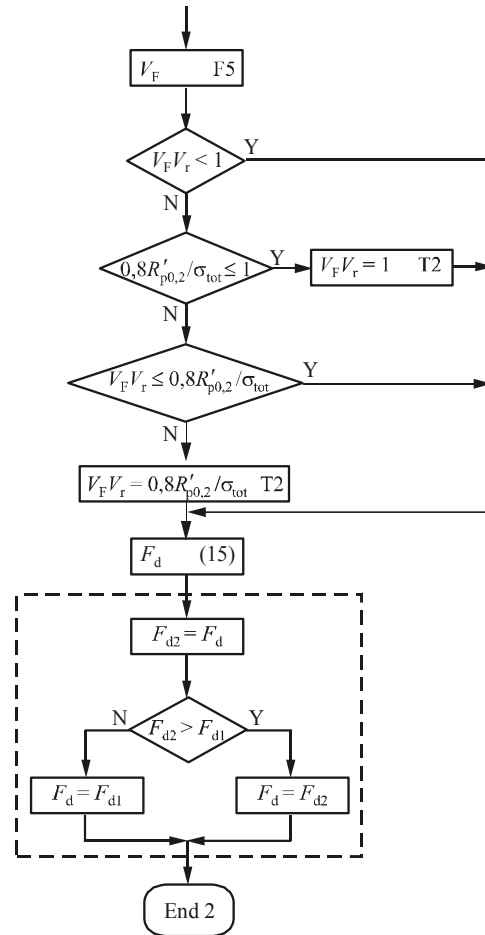 V_F F5
V_F V_r < 1
Y
N
0,8R′_p0,2/σ_tot ≤ 1
Y
V_F V_r = 1 T2
N
V_F V_r ≤ 0,8R′_p0,2/σ_tot
Y
N
V_F V_r = 0,8R′_p0,2/σ_tot T2
F_d (15)
F_d2 = F_d
N
F_d2 > F_d1
Y
F_d = F_d1
F_d = F_d2
End 2